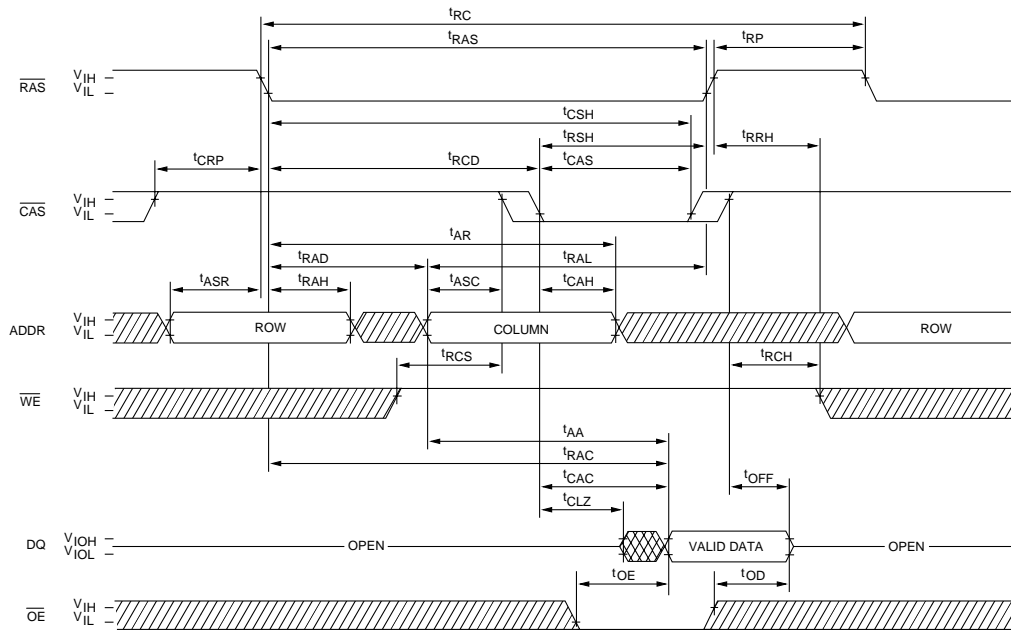 tRC
tRAS
tRP
RAS
VIH
VIL
tCSH
tRSH
tRRH
tCRP
tRCD
tCAS
CAS
VIH
VIL
tAR
tRAD
tRAL
tASR
tRAH
tASC
tCAH
ADDR
VIH
VIL
ROW
COLUMN
ROW
tRCS
tRCH
WE
VIH
VIL
tAA
tRAC
tCAC
tOFF
tCLZ
DQ
VIOH
VIOL
OPEN
VALID DATA
OPEN
tOE
tOD
OE
VIH
VIL